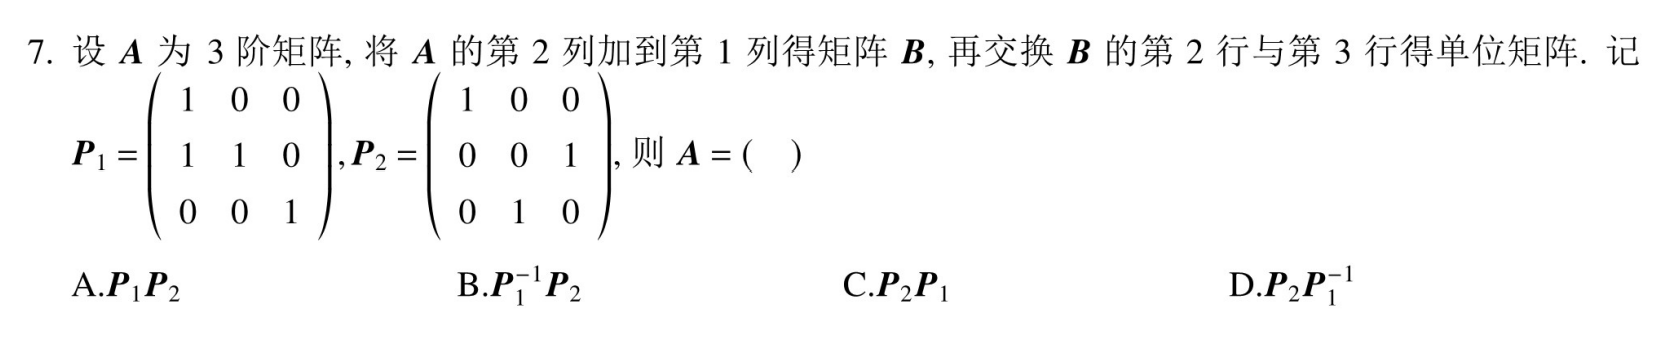 7. 设 A 为 3 阶矩阵, 将 A 的第 2 列加到第 1 列得矩阵 B, 再交换 B 的第 2 行与第 3 行得单位矩阵. 记
P₁ = ( 1 0 0 ; 1 1 0 ; 0 0 1 ), P₂ = ( 1 0 0 ; 0 0 1 ; 0 1 0 ), 则 A = ( )
A.P₁P₂ B.P₁⁻¹P₂ C.P₂P₁ D.P₂P₁⁻¹